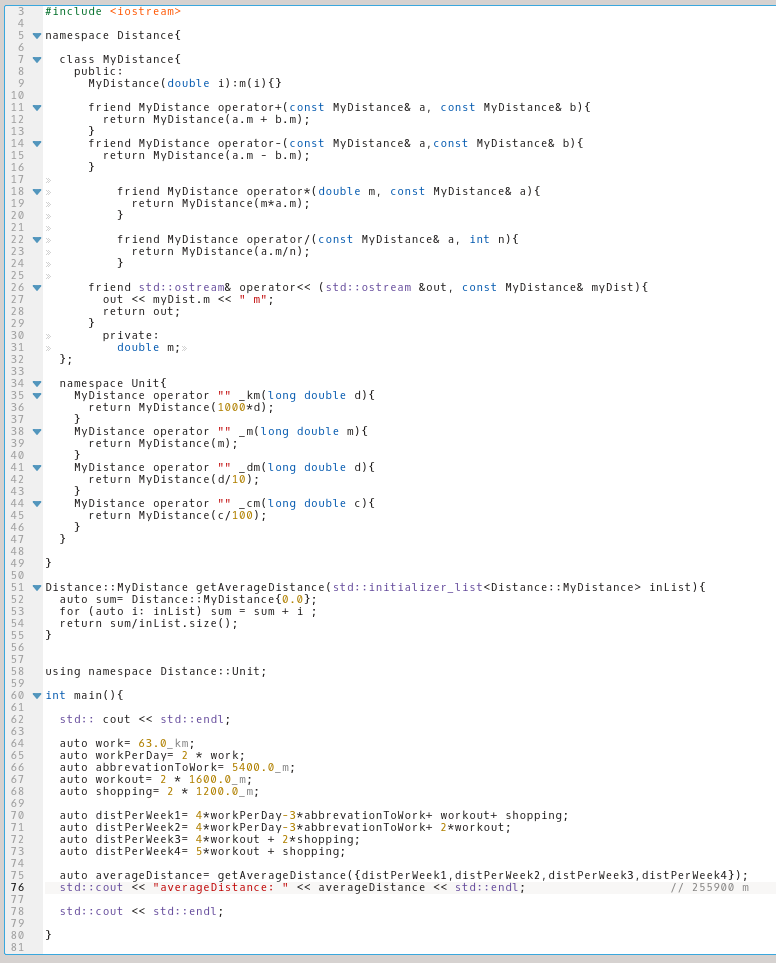 3 #include <iostream>
4
5 namespace Distance{
6
7   class MyDistance{
8     public:
9       MyDistance(double i):m(i){}
10
11       friend MyDistance operator+(const MyDistance& a, const MyDistance& b){
12         return MyDistance(a.m + b.m);
13       }
14       friend MyDistance operator-(const MyDistance& a,const MyDistance& b){
15         return MyDistance(a.m - b.m);
16       }
17 »
18 »         friend MyDistance operator*(double m, const MyDistance& a){
19 »           return MyDistance(m*a.m);
20 »         }
21 »
22 »         friend MyDistance operator/(const MyDistance& a, int n){
23 »           return MyDistance(a.m/n);
24 »         }
25 »
26       friend std::ostream& operator<< (std::ostream &out, const MyDistance& myDist){
27         out << myDist.m << " m";
28         return out;
29       }
30 »       private:
31 »         double m;»
32   };
33
34   namespace Unit{
35     MyDistance operator "" _km(long double d){
36       return MyDistance(1000*d);
37     }
38     MyDistance operator "" _m(long double m){
39       return MyDistance(m);
40     }
41     MyDistance operator "" _dm(long double d){
42       return MyDistance(d/10);
43     }
44     MyDistance operator "" _cm(long double c){
45       return MyDistance(c/100);
46     }
47   }
48
49 }
50
51 Distance::MyDistance getAverageDistance(std::initializer_list<Distance::MyDistance> inList){
52   auto sum= Distance::MyDistance{0.0};
53   for (auto i: inList) sum = sum + i ;
54   return sum/inList.size();
55 }
56
57
58 using namespace Distance::Unit;
59
60 int main(){
61
62   std:: cout << std::endl;
63
64   auto work= 63.0_km;
65   auto workPerDay= 2 * work;
66   auto abbrevationToWork= 5400.0_m;
67   auto workout= 2 * 1600.0_m;
68   auto shopping= 2 * 1200.0_m;
69
70   auto distPerWeek1= 4*workPerDay-3*abbrevationToWork+ workout+ shopping;
71   auto distPerWeek2= 4*workPerDay-3*abbrevationToWork+ 2*workout;
72   auto distPerWeek3= 4*workout + 2*shopping;
73   auto distPerWeek4= 5*workout + shopping;
74
75   auto averageDistance= getAverageDistance({distPerWeek1,distPerWeek2,distPerWeek3,distPerWeek4});
76   std::cout << "averageDistance: " << averageDistance << std::endl;                    // 255900 m
77
78   std::cout << std::endl;
79
80 }
81